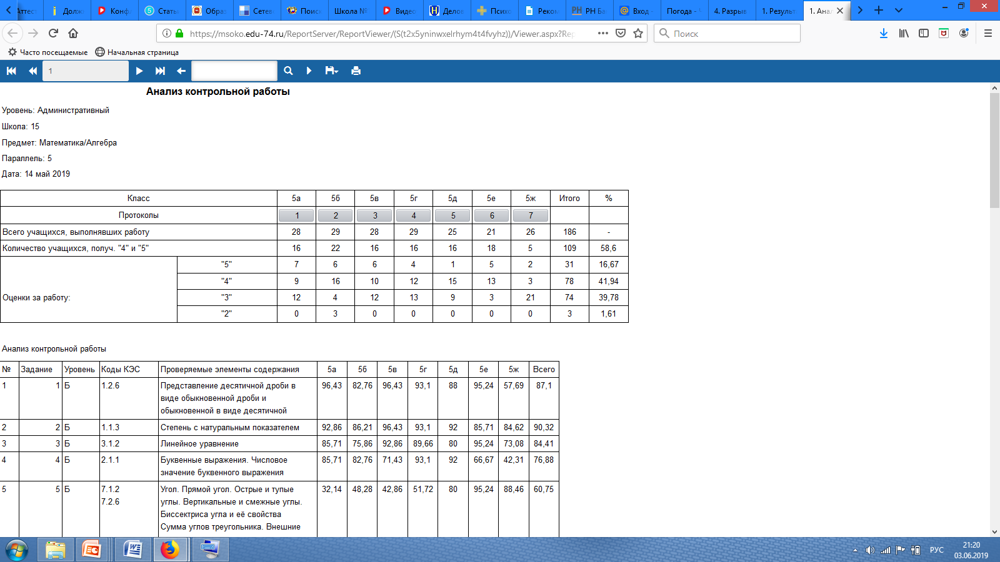 Аттест
Должн
Конфл
Статьи
Образ
Сетев
Поиск
Школа №
Видео
Делов
Психо
Реком
РН Ба
Вход -
Погода - Ч
4. Разрыв
1. Результ
1. Анал
https://msoko.edu-74.ru/ReportServer/ReportViewer/(S(t2x5yninwxelrhym4t4fvyhz))/Viewer.aspx?Rep
Поиск
Часто посещаемые Начальная страница
1
Анализ контрольной работы
Уровень: Административный
Школа: 15
Предмет: Математика/Алгебра
Параллель: 5
Дата: 14 май 2019
Класс 5а 5б 5в 5г 5д 5е 5ж Итого %
Протоколы 1 2 3 4 5 6 7
Всего учащихся, выполнявших работу 28 29 28 29 25 21 26 186 -
Количество учащихся, получ. "4" и "5" 16 22 16 16 16 18 5 109 58,6
"5" 7 6 6 4 1 5 2 31 16,67
"4" 9 16 10 12 15 13 3 78 41,94
Оценки за работу: "3" 12 4 12 13 9 3 21 74 39,78
"2" 0 3 0 0 0 0 0 3 1,61
Анализ контрольной работы
№ Задание Уровень Коды КЭС Проверяемые элементы содержания 5а 5б 5в 5г 5д 5е 5ж Всего
1 1 Б 1.2.6 Представление десятичной дроби в 96,43 82,76 96,43 93,1 88 95,24 57,69 87,1
виде обыкновенной дроби и
обыкновенной в виде десятичной
2 2 Б 1.1.3 Степень с натуральным показателем 92,86 86,21 96,43 93,1 92 85,71 84,62 90,32
3 3 Б 3.1.2 Линейное уравнение 85,71 75,86 92,86 89,66 80 95,24 73,08 84,41
4 4 Б 2.1.1 Буквенные выражения. Числовое 85,71 82,76 71,43 93,1 92 66,67 42,31 76,88
значение буквенного выражения
5 5 Б 7.1.2 Угол. Прямой угол. Острые и тупые 32,14 48,28 42,86 51,72 80 95,24 88,46 60,75
7.2.6 углы. Вертикальные и смежные углы.
Биссектриса угла и её свойства
Сумма углов треугольника. Внешние
РУС
21:20
03.06.2019